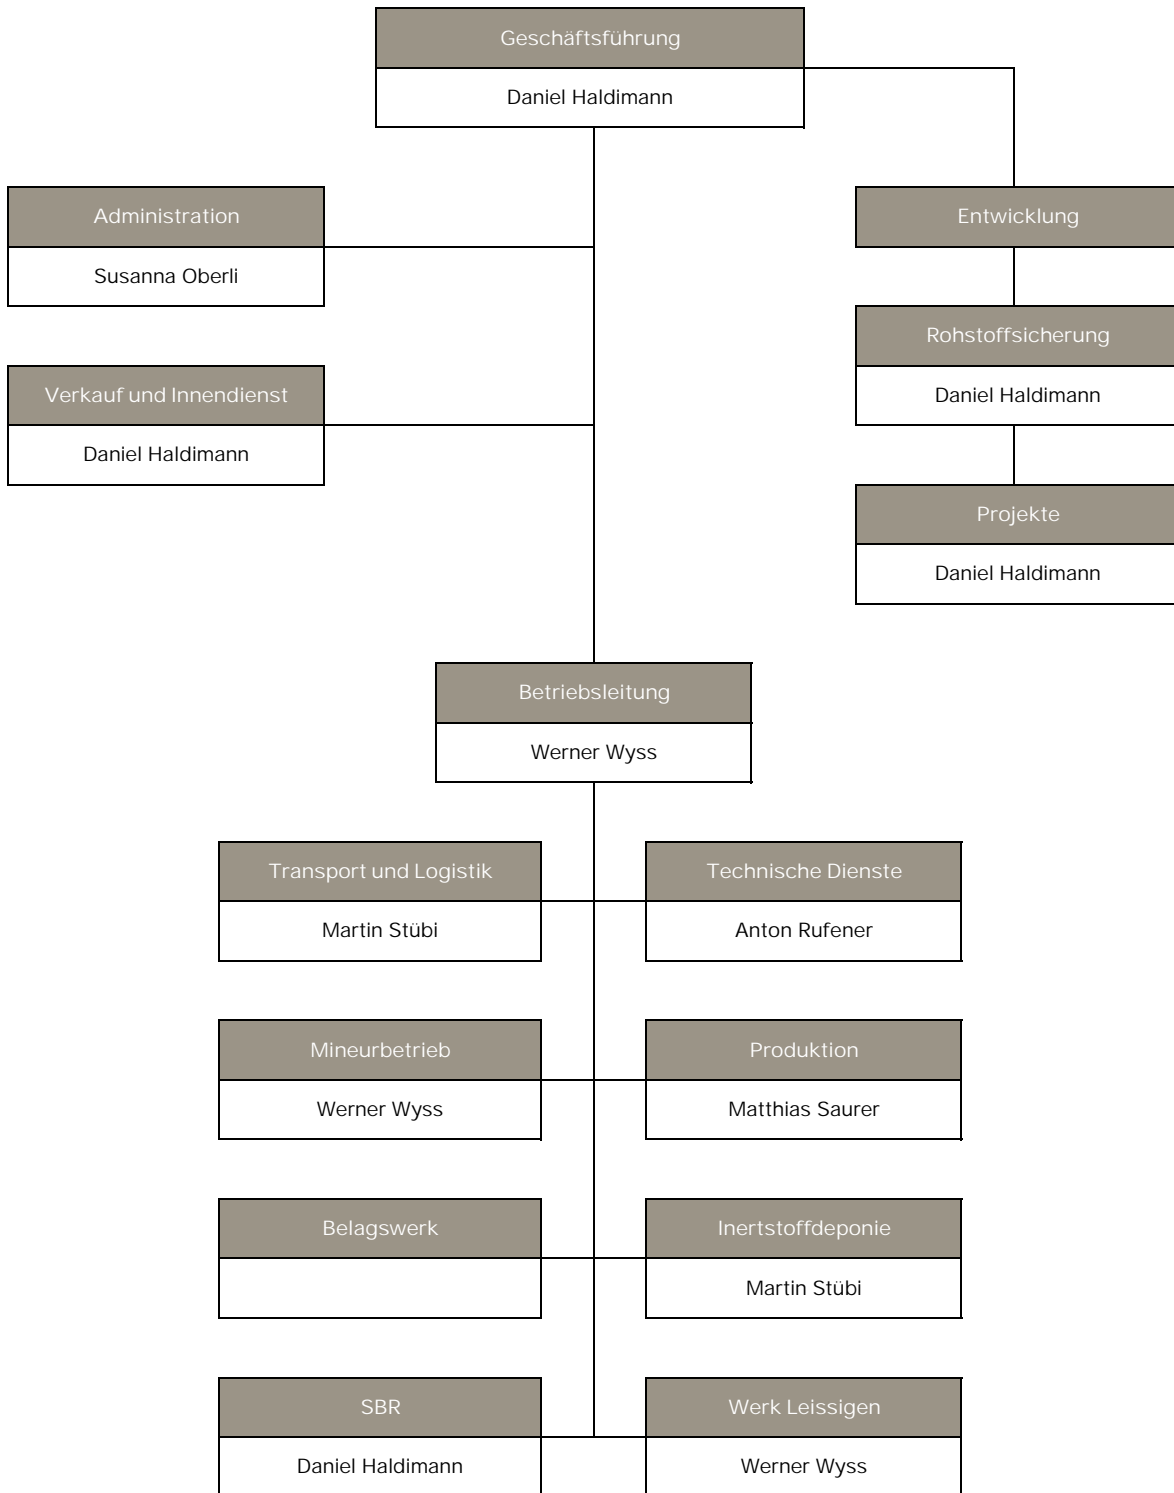 Geschäftsführung
Daniel Haldimann
Administration
Susanna Oberli
Entwicklung
Verkauf und Innendienst
Daniel Haldimann
Rohstoffsicherung
Daniel Haldimann
Projekte
Daniel Haldimann
Betriebsleitung
Werner Wyss
Transport und Logistik
Martin Stübi
Technische Dienste
Anton Rufener
Mineurbetrieb
Werner Wyss
Produktion
Matthias Saurer
Belagswerk
Inertstoffdeponie
Martin Stübi
SBR
Daniel Haldimann
Werk Leissigen
Werner Wyss